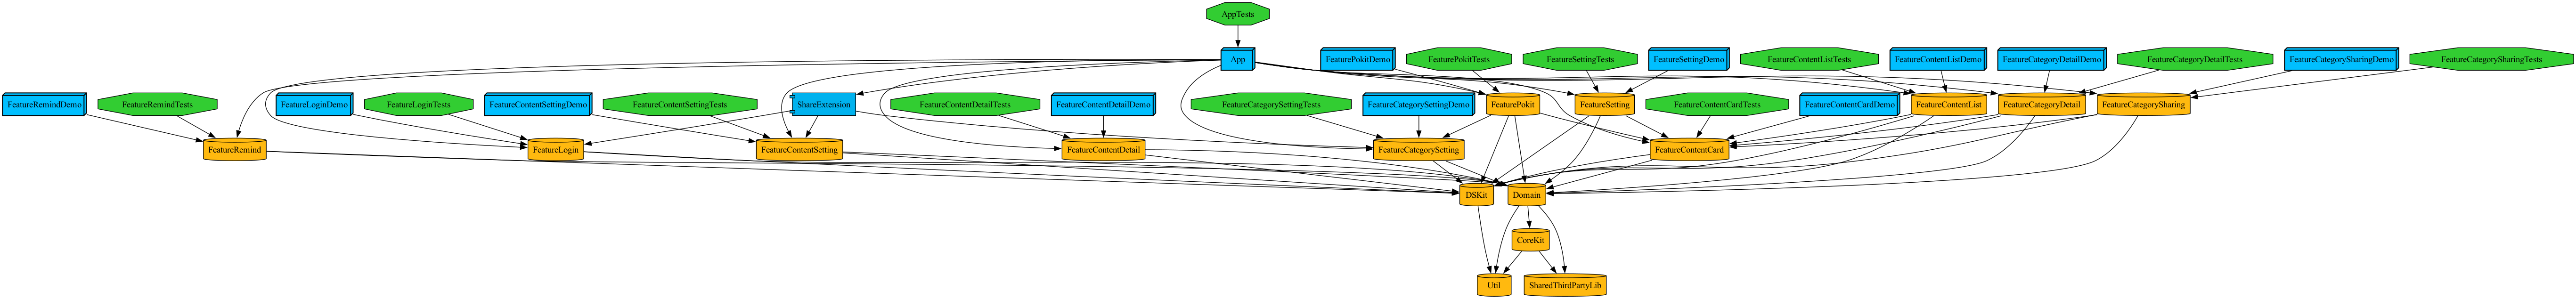 AppTests
App
FeaturePokitDemo
FeaturePokitTests
FeatureSettingTests
FeatureSettingDemo
FeatureContentListTests
FeatureContentListDemo
FeatureCategoryDetailDemo
FeatureCategoryDetailTests
FeatureCategorySharingDemo
FeatureCategorySharingTests
FeatureRemindDemo
FeatureRemindTests
FeatureLoginDemo
FeatureLoginTests
FeatureContentSettingDemo
FeatureContentSettingTests
ShareExtension
FeatureContentDetailTests
FeatureContentDetailDemo
FeatureCategorySettingTests
FeatureCategorySettingDemo
FeaturePokit
FeatureSetting
FeatureContentCardTests
FeatureContentCardDemo
FeatureContentList
FeatureCategoryDetail
FeatureCategorySharing
FeatureRemind
FeatureLogin
FeatureContentSetting
FeatureContentDetail
FeatureCategorySetting
FeatureContentCard
DSKit
Domain
CoreKit
Util
SharedThirdPartyLib